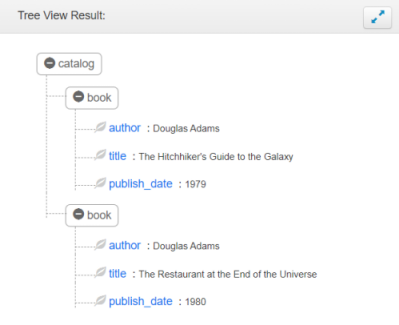 Tree View Result:
catalog
book
author : Douglas Adams
title : The Hitchhiker's Guide to the Galaxy
publish_date : 1979
book
author : Douglas Adams
title : The Restaurant at the End of the Universe
publish_date : 1980